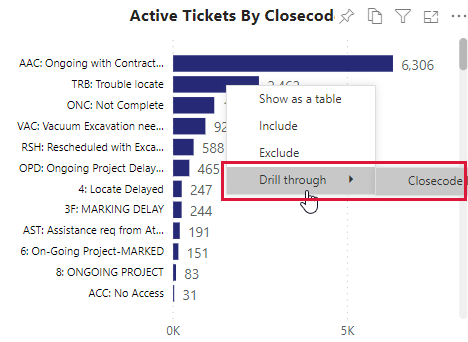 Active Tickets By Closecod
AAC: Ongoing with Contract... 6,306
TRB: Trouble locate
ONC: Not Complete
VAC: Vacuum Excavation nee... 92
RSH: Rescheduled with Exca... 588
OPD: Ongoing Project Delay... 465
4: Locate Delayed 247
3F: MARKING DELAY 244
AST: Assistance req from At... 191
6: On-Going Project-MARKED 151
8: ONGOING PROJECT 83
ACC: No Access 31
0K 5K
Show as a table
Include
Exclude
Drill through Closecode